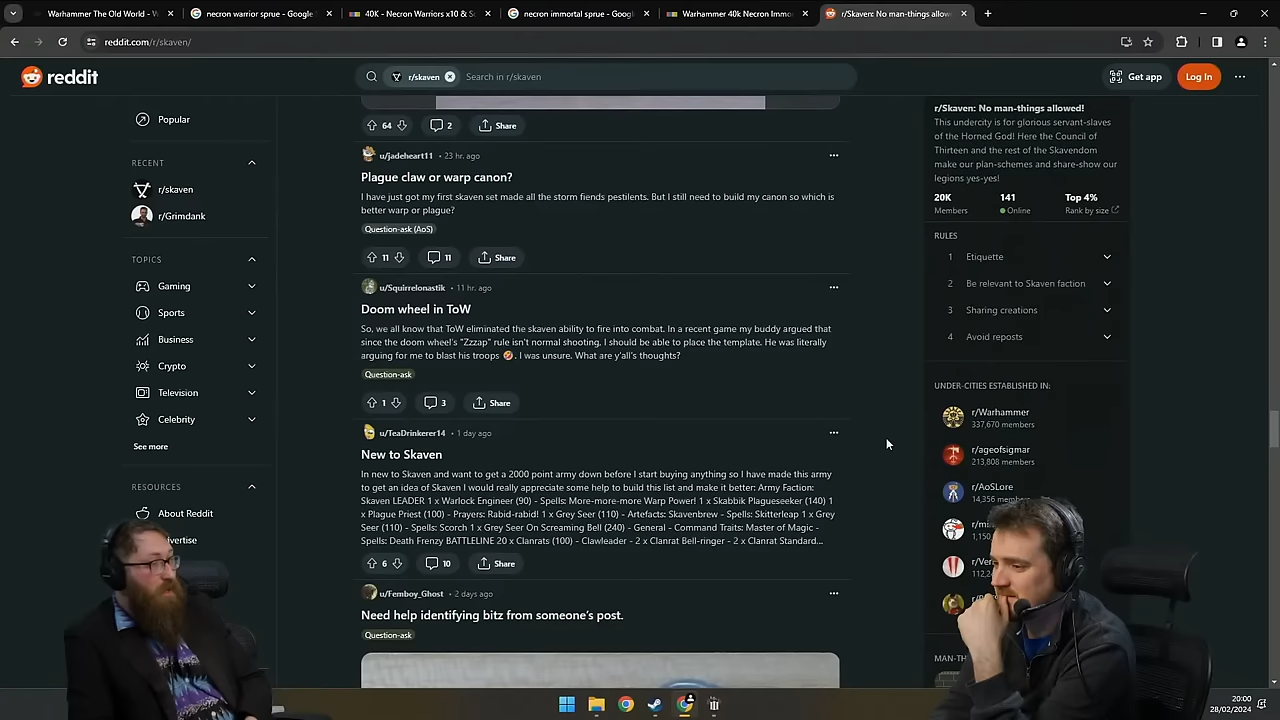 Warhammer The Old World - W
necron warrior sprue - Google S
40K - Necron Warriors x10 & S
necron immortal sprue - Googl
Warhammer 40k Necron Immo
r/Skaven: No man-things allow
reddit.com/r/skaven/
reddit
r/skaven
Search in r/skaven
Get app
Log In
Popular
RECENT
r/skaven
r/Grimdank
TOPICS
Gaming
Sports
Business
Crypto
Television
Celebrity
See more
RESOURCES
About Reddit
vertise
64
2
Share
u/jadeheart11 • 23 hr. ago
Plague claw or warp canon?
I have just got my first skaven set made all the storm fiends pestilents. But I still need to build my canon so which is
better warp or plague?
Question-ask (AoS)
11
11
Share
u/Squirrelonastik • 11 hr. ago
Doom wheel in ToW
So, we all know that ToW eliminated the skaven ability to fire into combat. In a recent game my buddy argued that
since the doom wheel's "Zzzap" rule isn't normal shooting. I should be able to place the template. He was literally
arguing for me to blast his troops 🤣. I was unsure. What are y'all's thoughts?
Question-ask
1
3
Share
u/TeaDrinkerer14 • 1 day ago
New to Skaven
In new to Skaven and want to get a 2000 point army down before I start buying anything so I have made this army
to get an idea of Skaven I would really appreciate some help to build this list and make it better: Army Faction:
Skaven LEADER 1 x Warlock Engineer (90) - Spells: More-more-more Warp Power! 1 x Skabbik Plagueseeker (140) 1
x Plague Priest (100) - Prayers: Rabid-rabid! 1 x Grey Seer (110) - Artefacts: Skavenbrew - Spells: Skitterleap 1 x Grey
Seer (110) - Spells: Scorch 1 x Grey Seer On Screaming Bell (240) - General - Command Traits: Master of Magic -
Spells: Death Frenzy BATTLELINE 20 x Clanrats (100) - Clawleader - 2 x Clanrat Bell-ringer - 2 x Clanrat Standard...
6
10
Share
u/Femboy_Ghost • 2 days ago
Need help identifying bitz from someone's post.
Question-ask
r/Skaven: No man-things allowed!
This undercity is for glorious servant-slaves
of the Horned God! Here the Council of
Thirteen and the rest of the Skavendom
make our plan-schemes and share-show our
legions yes-yes!
20K
141
Top 4%
Members
Online
Rank by size
RULES
1 Etiquette
2 Be relevant to Skaven faction
3 Sharing creations
4 Avoid reposts
UNDER-CITIES ESTABLISHED IN:
r/Warhammer
337,670 members
r/ageofsigmar
213,808 members
r/AoSLore
14,356 members
r/mi
1,150,
r/Ver
112,2
MAN-TH
20:00
28/02/2024